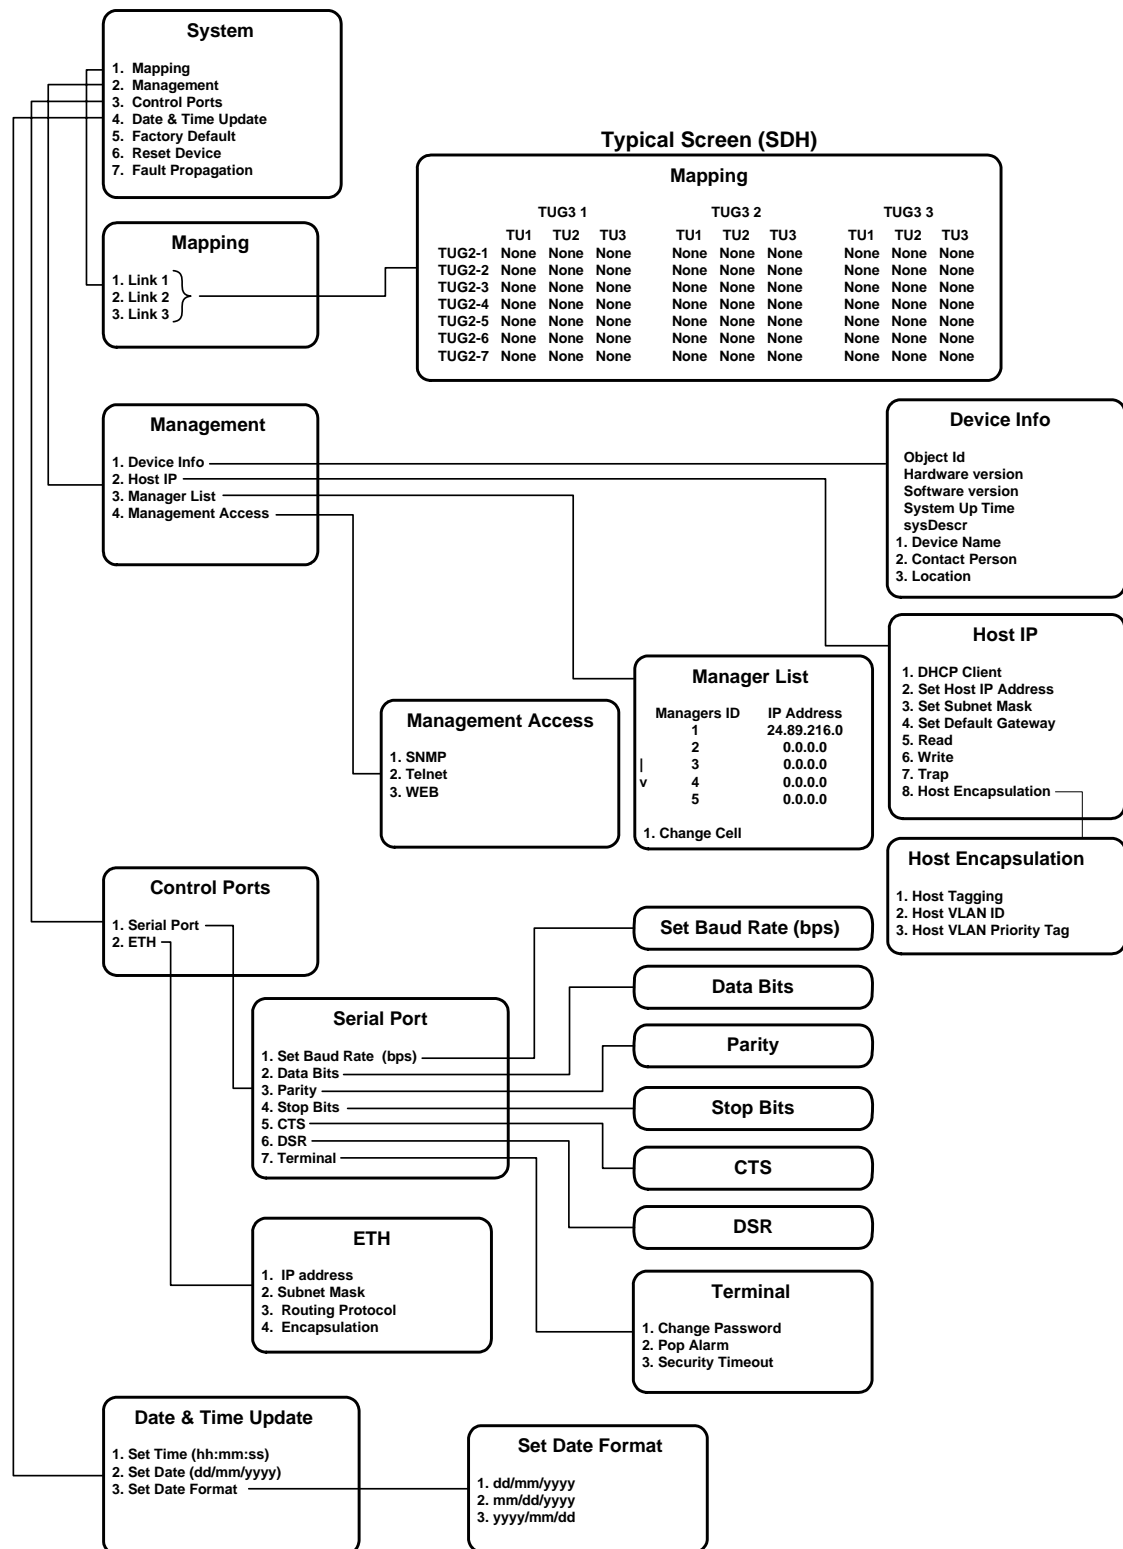 System
1. Mapping
2. Management
3. Control Ports
4. Date & Time Update
5. Factory Default
6. Reset Device
7. Fault Propagation
Typical Screen (SDH)
Mapping
TUG3 1 TUG3 2 TUG3 3
TU1 TU2 TU3 TU1 TU2 TU3 TU1 TU2 TU3
TUG2-1 None None None None None None None None None
TUG2-2 None None None None None None None None None
TUG2-3 None None None None None None None None None
TUG2-4 None None None None None None None None None
TUG2-5 None None None None None None None None None
TUG2-6 None None None None None None None None None
TUG2-7 None None None None None None None None None
Mapping
1. Link 1
2. Link 2
3. Link 3
Management
1. Device Info
2. Host IP
3. Manager List
4. Management Access
Device Info
Object Id
Hardware version
Software version
System Up Time
sysDescr
1. Device Name
2. Contact Person
3. Location
Host IP
1. DHCP Client
2. Set Host IP Address
3. Set Subnet Mask
4. Set Default Gateway
5. Read
6. Write
7. Trap
8. Host Encapsulation
Manager List
Managers ID IP Address
1 24.89.216.0
2 0.0.0.0
| 3 0.0.0.0
v 4 0.0.0.0
5 0.0.0.0
1. Change Cell
Management Access
1. SNMP
2. Telnet
3. WEB
Host Encapsulation
1. Host Tagging
2. Host VLAN ID
3. Host VLAN Priority Tag
Control Ports
1. Serial Port
2. ETH
Serial Port
1. Set Baud Rate (bps)
2. Data Bits
3. Parity
4. Stop Bits
5. CTS
6. DSR
7. Terminal
Set Baud Rate (bps)
Data Bits
Parity
Stop Bits
CTS
DSR
ETH
1. IP address
2. Subnet Mask
3. Routing Protocol
4. Encapsulation
Terminal
1. Change Password
2. Pop Alarm
3. Security Timeout
Date & Time Update
1. Set Time (hh:mm:ss)
2. Set Date (dd/mm/yyyy)
3. Set Date Format
Set Date Format
1. dd/mm/yyyy
2. mm/dd/yyyy
3. yyyy/mm/dd